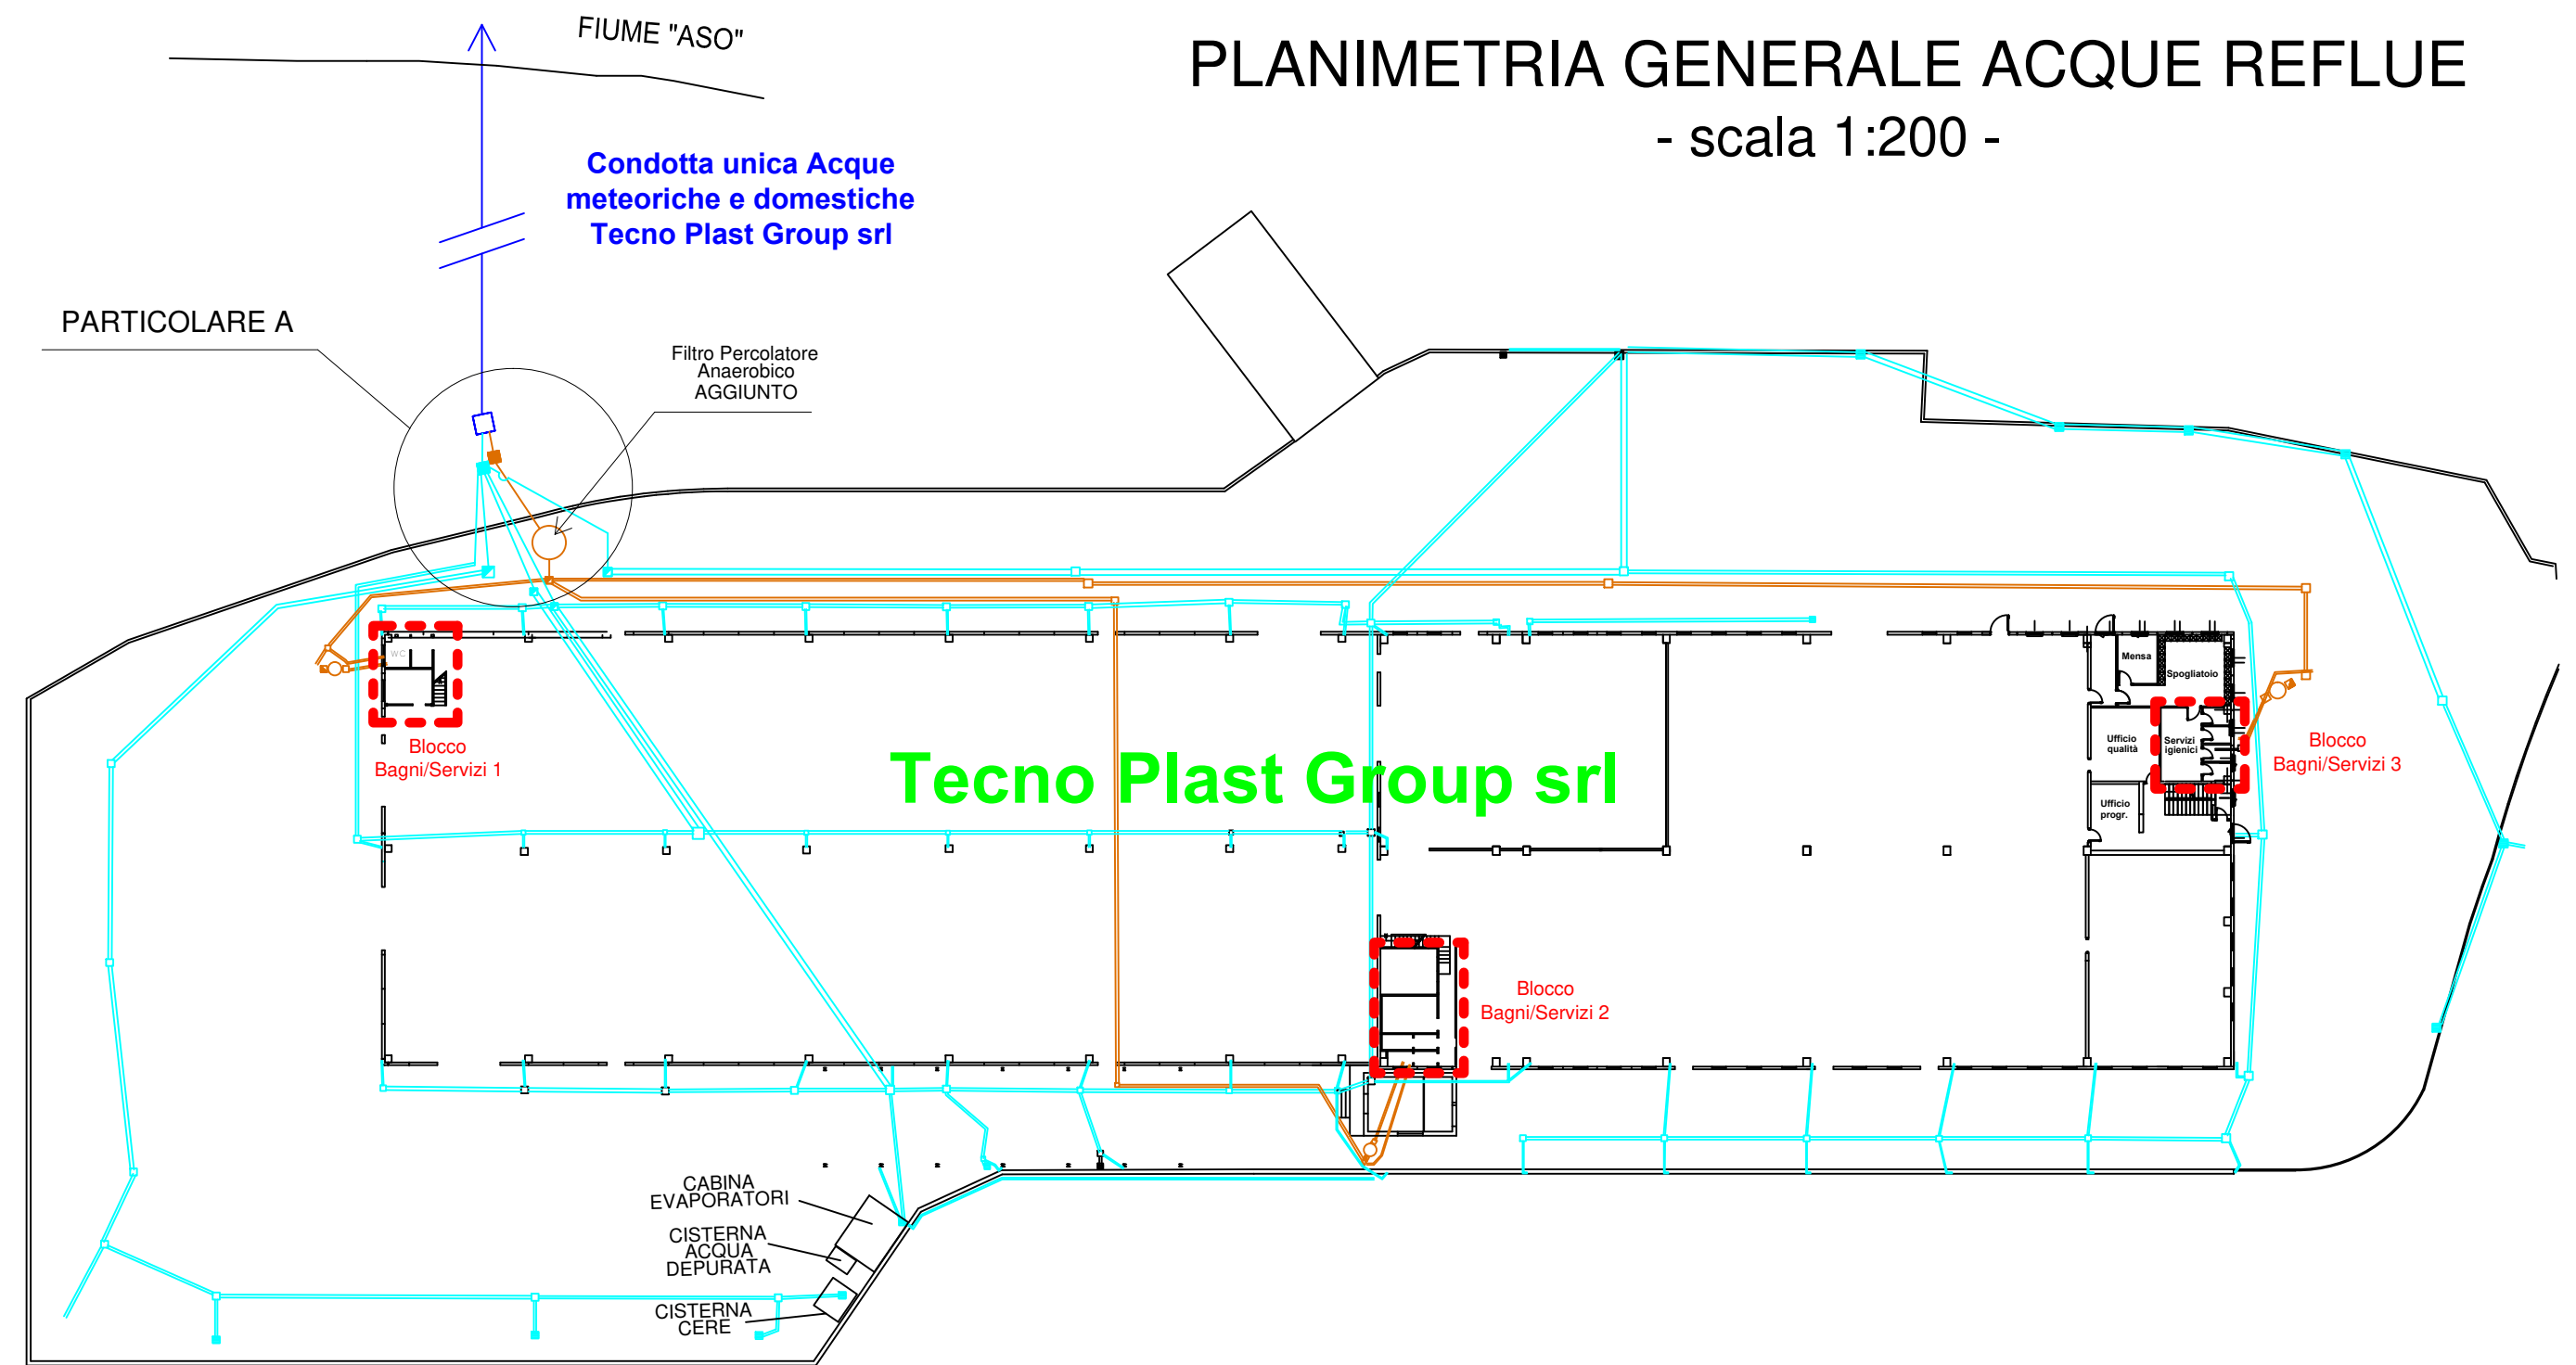 FIUME "ASO"
PLANIMETRIA GENERALE ACQUE REFLUE
- scala 1:200 -
Condotta unica Acque
meteoriche e domestiche
Tecno Plast Group srl
PARTICOLARE A
Filtro Percolatore
Anaerobico
AGGIUNTO
WC
Mensa
Spogliatoio
Blocco
Bagni/Servizi 1
Tecno Plast Group srl
Ufficio
qualità
Servizi
igienici
Blocco
Bagni/Servizi 3
Ufficio
progr.
Blocco
Bagni/Servizi 2
CABINA
EVAPORATORI
CISTERNA
ACQUA
DEPURATA
CISTERNA
CERE